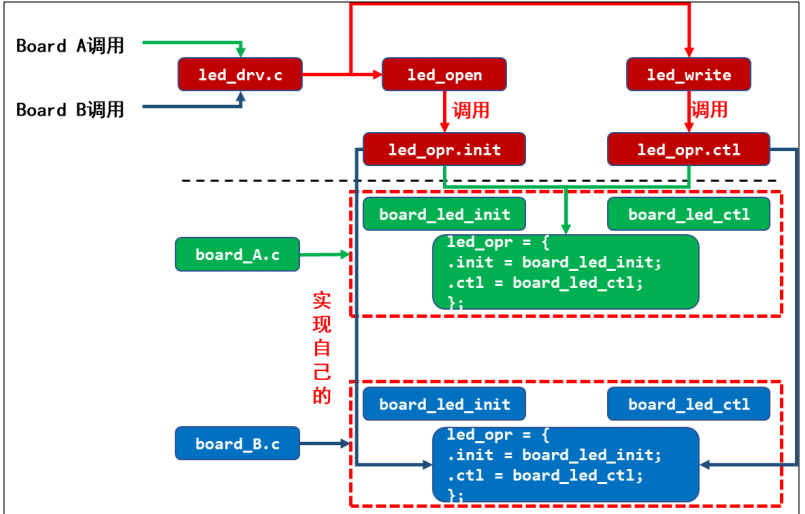 Board A调用
led_drv.c
led_open
led_write
Board B调用
调用
调用
led_opr.init
led_opr.ctl
board_led_init
board_led_ctl
board_A.c
led_opr = {
.init = board_led_init;
.ctl = board_led_ctl;
};
实
现
自
己
的
board_led_init
board_led_ctl
board_B.c
led_opr = {
.init = board_led_init;
.ctl = board_led_ctl;
};